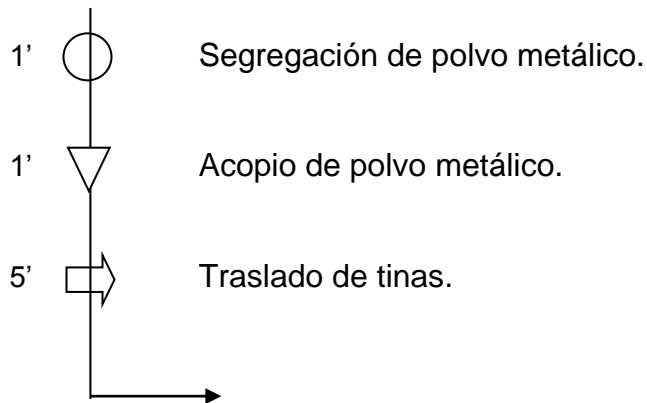 1’ Segregación de polvo metálico.
1’ Acopio de polvo metálico.
5’ Traslado de tinas.